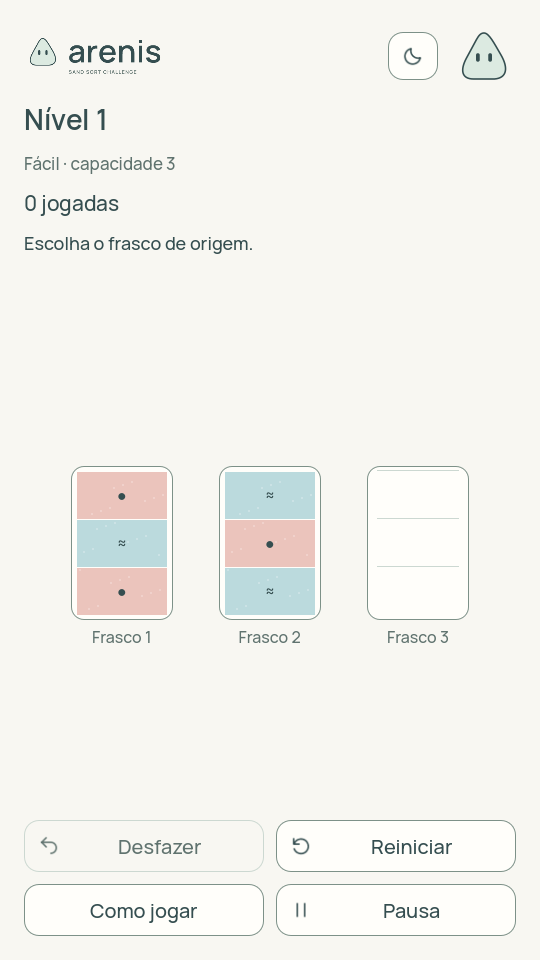 arenis
SAND SORT CHALLENGE
Nível 1
Fácil · capacidade 3
0 jogadas
Escolha o frasco de origem.
Frasco 1
Frasco 2
Frasco 3
Desfazer
Reiniciar
Como jogar
Pausa